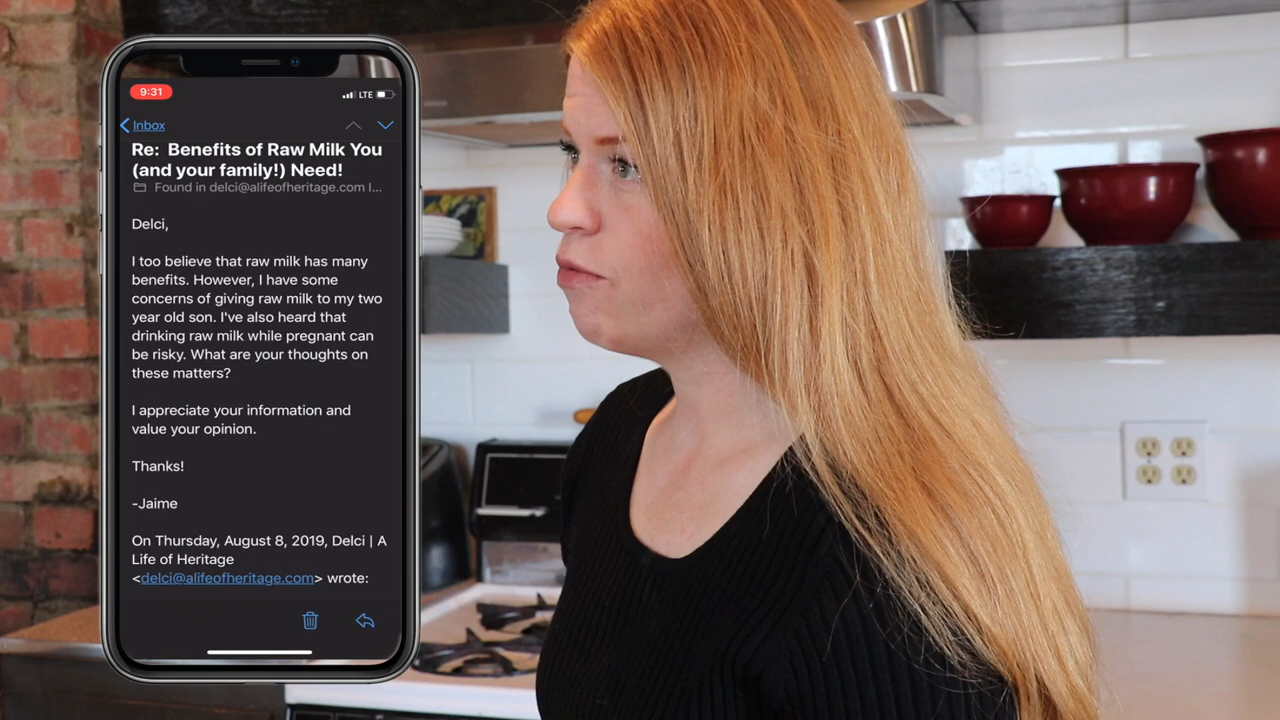 9:31
LTE
Inbox
Re: Benefits of Raw Milk You
(and your family!) Need!
Found in delci@alifeofheritage.com I...
Delci,
I too believe that raw milk has many
benefits. However, I have some
concerns of giving raw milk to my two
year old son. I've also heard that
drinking raw milk while pregnant can
be risky. What are your thoughts on
these matters?
I appreciate your information and
value your opinion.
Thanks!
-Jaime
On Thursday, August 8, 2019, Delci | A
Life of Heritage
<delci@alifeofheritage.com> wrote: